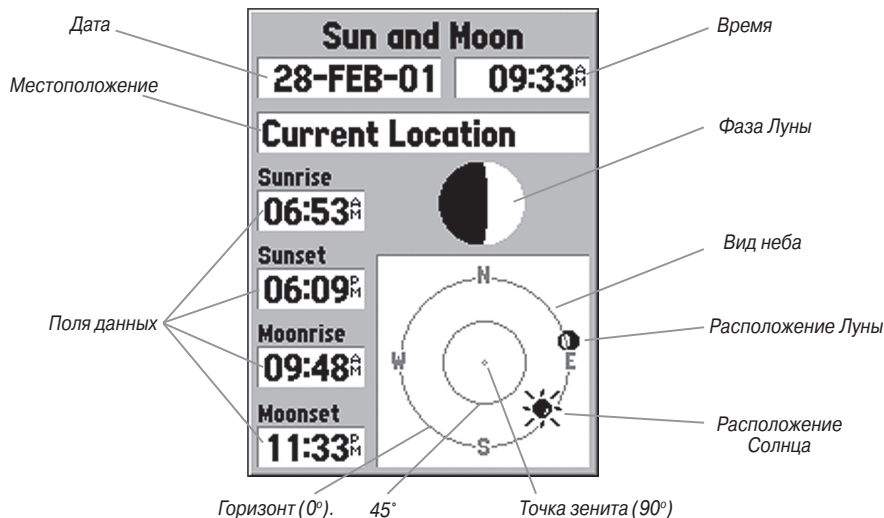 Дата
Sun and Moon
Время
28-FEB-01
09:33AM
Местоположение
Current Location
Фаза Луны
Sunrise
06:53AM
Вид неба
Sunset
06:09PM
N
Поля данных
Moonrise
Расположение Луны
09:48AM
W
E
Moonset
11:33PM
S
Расположение
Солнца
Горизонт (0°).
45°
Точка зенита (90°)